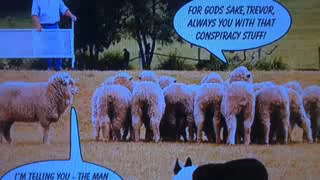 FOR GODS SAKE,TREVOR,
ALWAYS YOU WITH THAT
CONSPIRACY STUFF!
I'M TELLING YOU - THE MAN